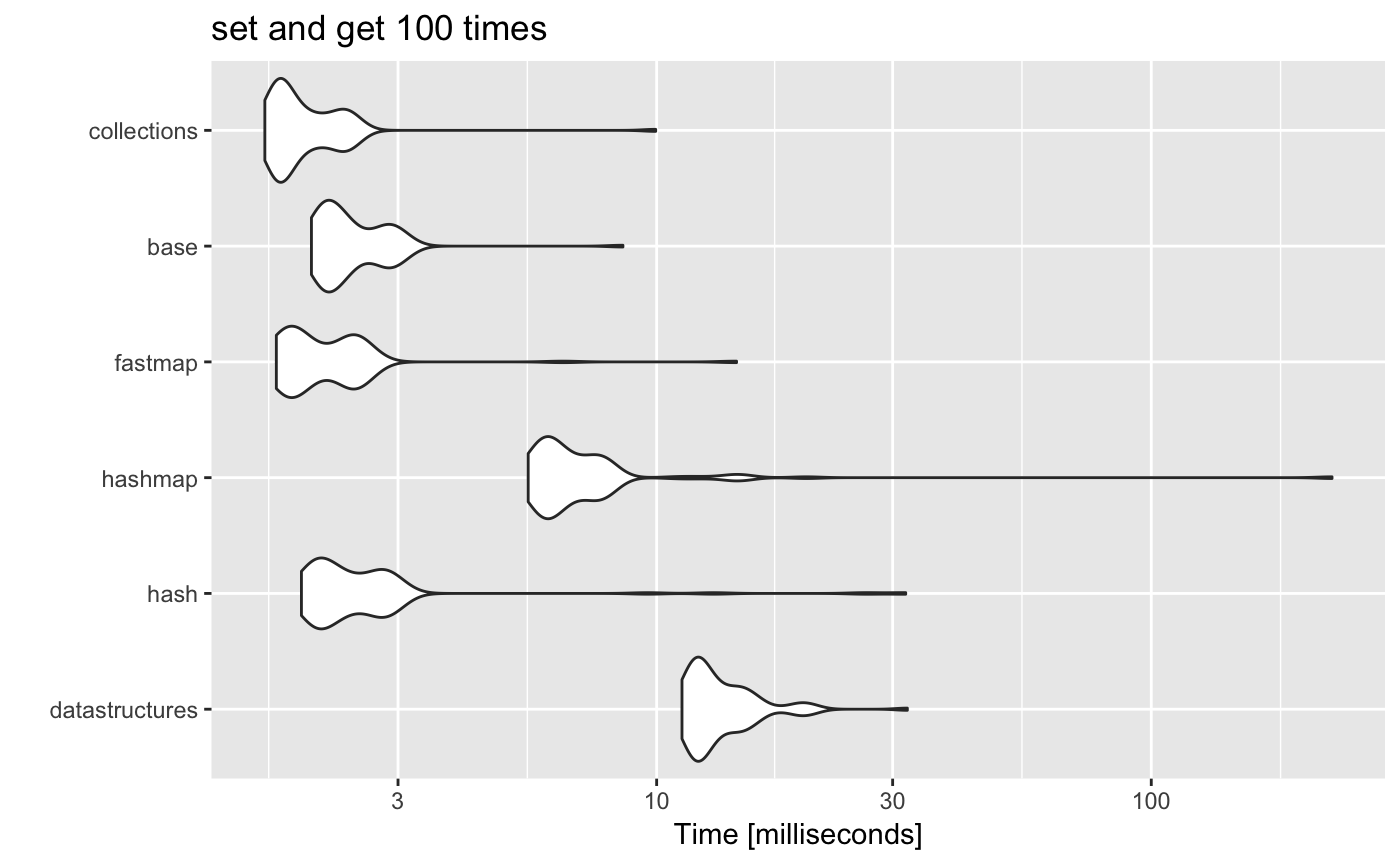 set and get 100 times
collections
base
fastmap
hashmap
hash
datastructures
3 10 30 100
Time [milliseconds]